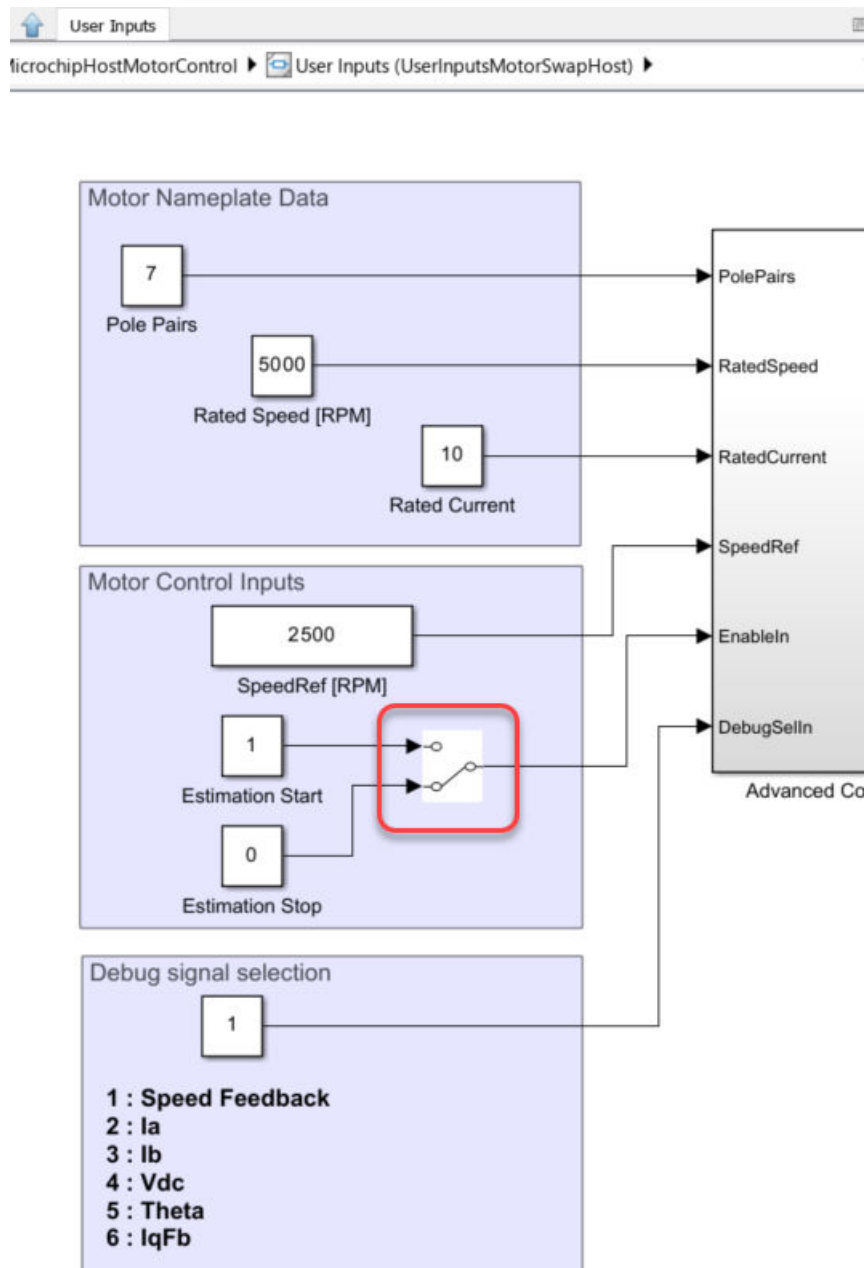 User Inputs
MicrochipHostMotorControl User Inputs (UserInputsMotorSwapHost)
Motor Nameplate Data
7
PolePairs
Pole Pairs
5000
RatedSpeed
Rated Speed [RPM]
10
RatedCurrent
Rated Current
SpeedRef
Motor Control Inputs
2500
EnableIn
SpeedRef [RPM]
DebugSelIn
1
Estimation Start
Advanced Co
0
Estimation Stop
Debug signal selection
1
1 : Speed Feedback
2 : Ia
3 : Ib
4 : Vdc
5 : Theta
6 : IqFb